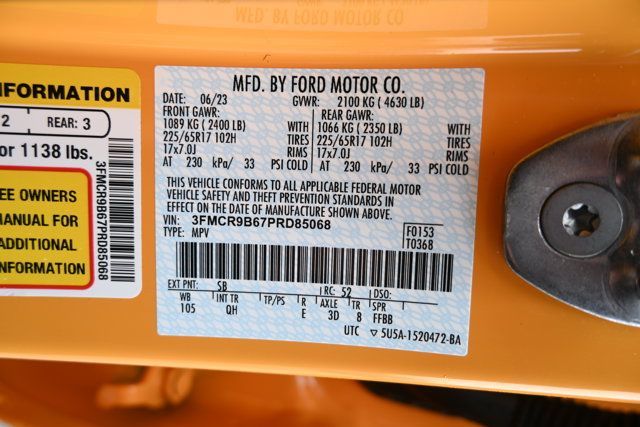 NFORMATION
2 REAR: 3
or 1138 lbs.
EE OWNERS
MANUAL FOR
ADDITIONAL
NFORMATION
3FMCR9B67PRD85068
MFD. BY FORD MOTOR CO.
DATE: 06/23 GVWR: 2100 KG ( 4630 LB)
FRONT GAWR: REAR GAWR:
1089 KG ( 2400 LB) WITH 1066 KG ( 2350 LB) WITH
225/65R17 102H TIRES 225/65R17 102H TIRES
17x7.0J RIMS 17x7.0J RIMS
AT 230 kPa/ 33 PSI COLD AT 230 kPa/ 33 PSI COLD
THIS VEHICLE CONFORMS TO ALL APPLICABLE FEDERAL MOTOR
VEHICLE SAFETY AND THEFT PREVENTION STANDARDS IN
EFFECT ON THE DATE OF MANUFACTURE SHOWN ABOVE.
VIN: 3FMCR9B67PRD85068 F0153
TYPE: MPV T0368
EXT PNT: SB RC: 52 DSO:
WB INT TR TP/PS R AXLE TR SPR
105 QH E 3D 8 FFBB
UTC 5U5A-1520472-BA